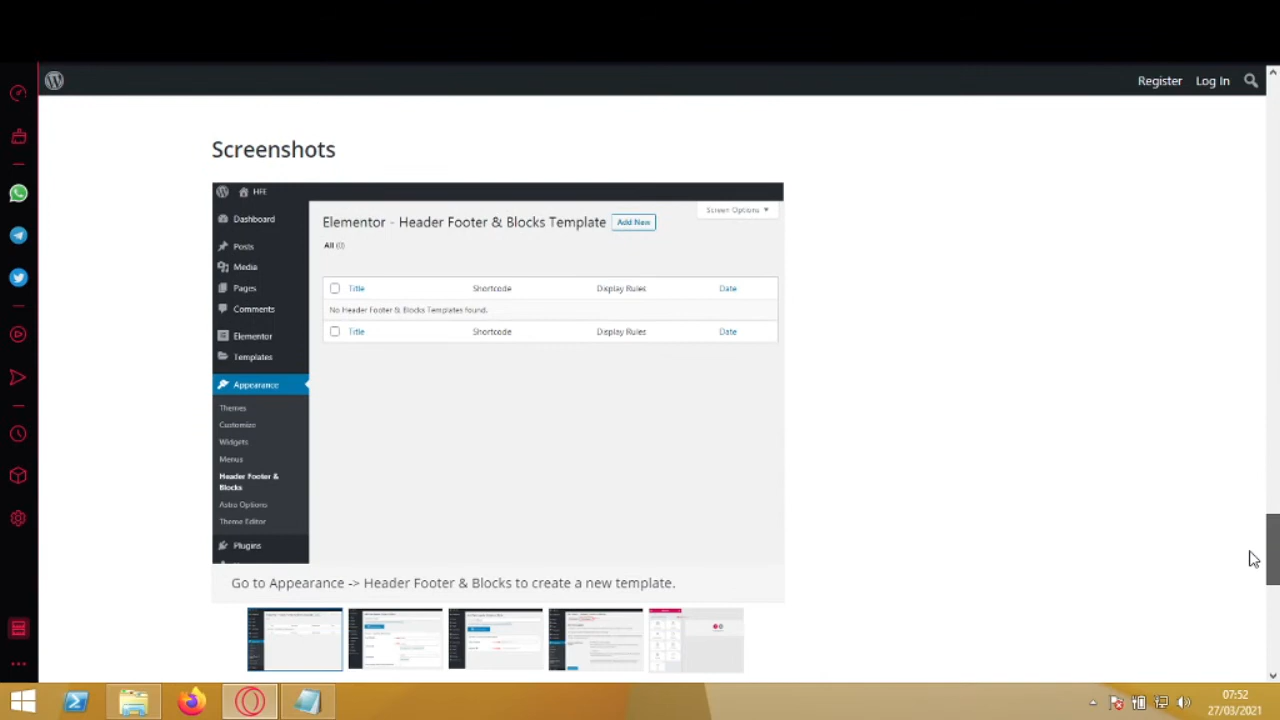 Register Log In
Screenshots
HFE
Dashboard
Posts
Media
Pages
Comments
Elementor
Templates
Appearance
Themes
Customize
Widgets
Menus
Header Footer &
Blocks
Astra Options
Theme Editor
Plugins
Screen Options
Elementor - Header Footer & Blocks Template Add New
All (0)
Title Shortcode Display Rules Date
No Header Footer & Blocks Templates found.
Title Shortcode Display Rules Date
Go to Appearance -> Header Footer & Blocks to create a new template.
07:52
27/03/2021